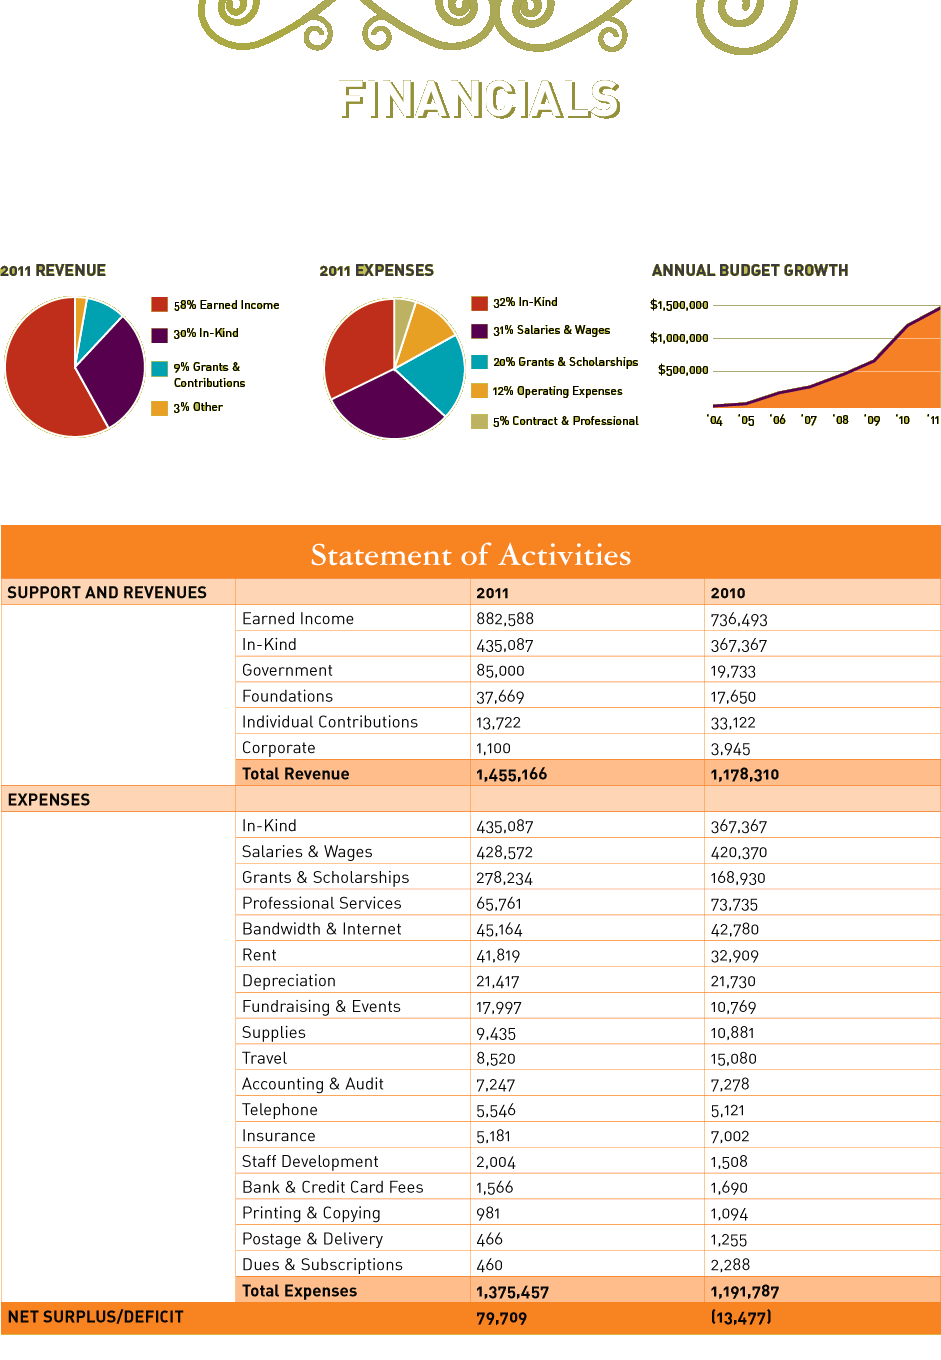 FINANCIALS
2011 REVENUE
58% Earned Income
30% In-Kind
9% Grants &
Contributions
3% Other
2011 EXPENSES
32% In-Kind
31% Salaries & Wages
20% Grants & Scholarships
12% Operating Expenses
5% Contract & Professional
ANNUAL BUDGET GROWTH
$1,500,000
$1,000,000
$500,000
'04 '05 '06 '07 '08 '09 '10 '11
Statement of Activities
SUPPORT AND REVENUES 2011 2010
Earned Income 882,588 736,493
In-Kind 435,087 367,367
Government 85,000 19,733
Foundations 37,669 17,650
Individual Contributions 13,722 33,122
Corporate 1,100 3,945
Total Revenue 1,455,166 1,178,310
EXPENSES
In-Kind 435,087 367,367
Salaries & Wages 428,572 420,370
Grants & Scholarships 278,234 168,930
Professional Services 65,761 73,735
Bandwidth & Internet 45,164 42,780
Rent 41,819 32,909
Depreciation 21,417 21,730
Fundraising & Events 17,997 10,769
Supplies 9,435 10,881
Travel 8,520 15,080
Accounting & Audit 7,247 7,278
Telephone 5,546 5,121
Insurance 5,181 7,002
Staff Development 2,004 1,508
Bank & Credit Card Fees 1,566 1,690
Printing & Copying 981 1,094
Postage & Delivery 466 1,255
Dues & Subscriptions 460 2,288
Total Expenses 1,375,457 1,191,787
NET SURPLUS/DEFICIT 79,709 (13,477)